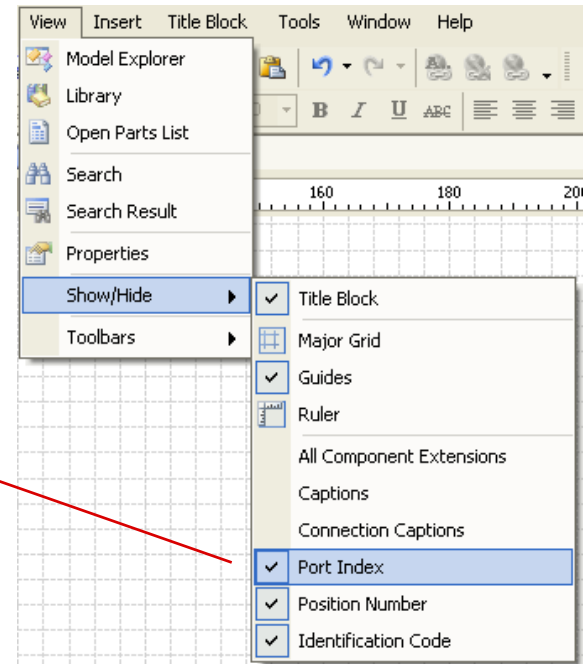 View Insert Title Block Tools Window Help
Model Explorer
Library
B I U ABC
Open Parts List
Search
160 180
Search Result
Properties
Show/Hide
Title Block
Toolbars
Major Grid
Guides
Ruler
All Component Extensions
Captions
Connection Captions
Port Index
Position Number
Identification Code